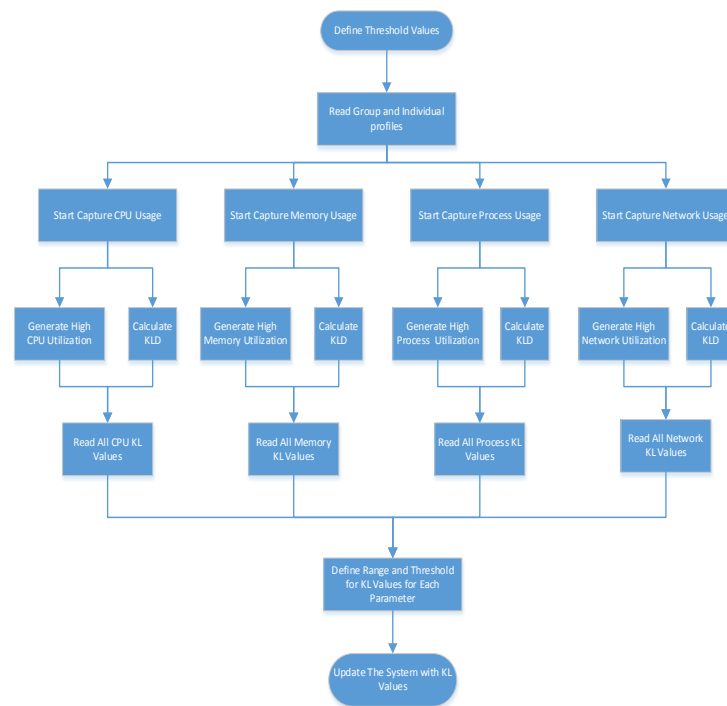 Define Threshold Values
Read Group and Individual
profiles
Start Capture CPU Usage
Start Capture Memory Usage
Start Capture Process Usage
Start Capture Network Usage
Generate High
CPU Utilization
Calculate
KLD
Generate High
Memory Utilization
Calculate
KLD
Generate High
Process Utilization
Calculate
KLD
Generate High
Network Utilization
Calculate
KLD
Read All CPU KL
Values
Read All Memory
KL Values
Read All Process KL
Values
Read All Network
KL Values
Define Range and Threshold
for KL Values for Each
Parameter
Update The System with KL
Values